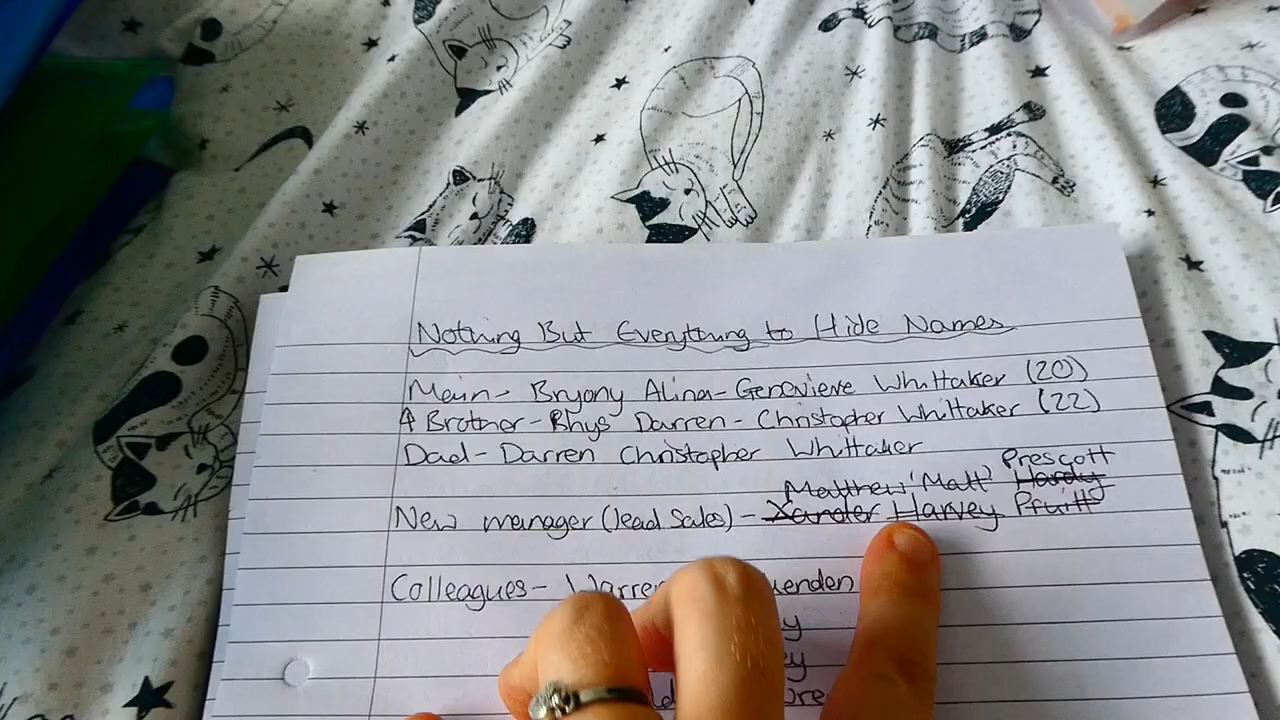 Nothing But Everything to Hide Names
Main- Bryony Alina-Genevieve Whittaker (20)
Brother- Rhys Darren- Christopher Whittaker (22)
Dad- Darren Christopher Whittaker
Prescott
Matthew 'Matt' Hardy
New manager (lead sales) - Xander Harvey Pruitt
Colleagues-